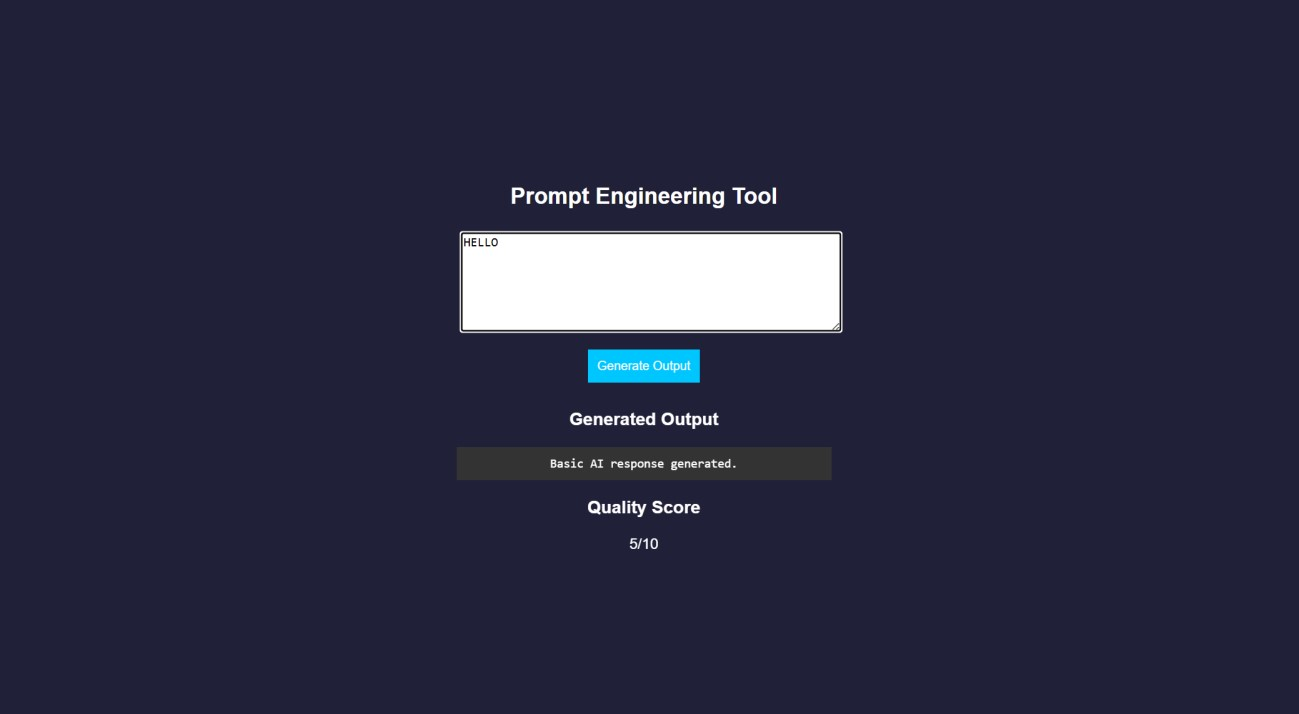 Prompt Engineering Tool
HELLO
Generate Output
Generated Output
Basic AI response generated.
Quality Score
5/10